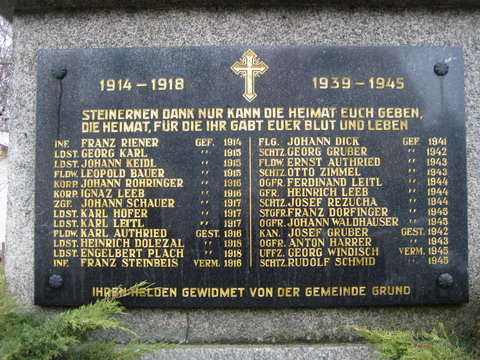 1914 – 1918 1939 – 1945
STEINERNEN DANK NUR KANN DIE HEIMAT EUCH GEBEN,
DIE HEIMAT, FÜR DIE IHR GABT EUER BLUT UND LEBEN
INF. FRANZ RIENER GEF. 1914
LDST. GEORG KARL " 1915
LDST. JOHANN KEIDL " 1915
FLDW. LEOPOLD BAUER " 1915
KORP. JOHANN ROHRINGER " 1916
KORP. IGNAZ LEEB " 1916
ZGF. JOHANN SCHAUER " 1917
LDST. KARL HOFER " 1917
LDST. KARL LEITL " 1917
FLDW. KARL AUTHRIED GEST. 1918
LDST. HEINRICH DOLEZAL " 1918
LDST. ENGELBERT PLACH " 1918
INF. FRANZ STEINBEIS VERM. 1916
FLG. JOHANN DICK GEF. 1941
SCHTZ. GEORG GRUBER " 1942
FLDW. ERNST AUTHRIED " 1943
SCHTZ. OTTO ZIMMEL " 1943
OGFR. FERDINAND LEITL " 1944
GFR. HEINRICH LEEB " 1944
SCHTZ. JOSEF REZUCHA " 1944
STGFR. FRANZ DORFINGER " 1945
OGFR. JOHANN WALDHAUSER " 1945
KAN. JOSEF GRUBER GEST. 1942
OGFR. ANTON HARRER " 1943
UFFZ. GEORG WINDISCH VERM. 1943
SCHTZ. RUDOLF SCHMID " 1945
IHREN HELDEN GEWIDMET VON DER GEMEINDE GRUND